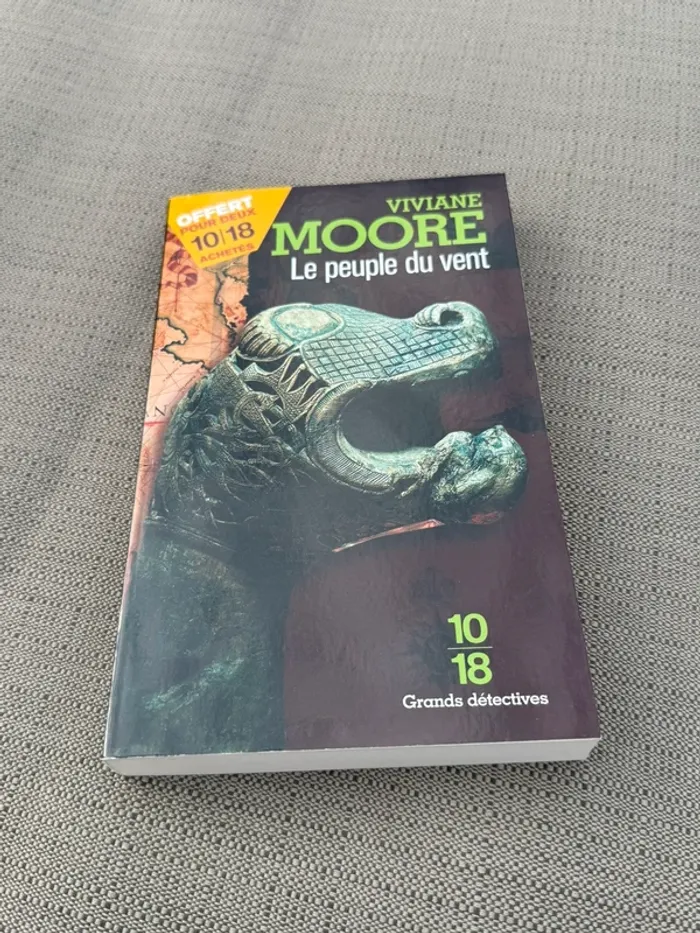 OFFERT
POUR DEUX
10|18
ACHETÉS
VIVIANE
MOORE
Le peuple du vent
N
10
18
Grands détectives